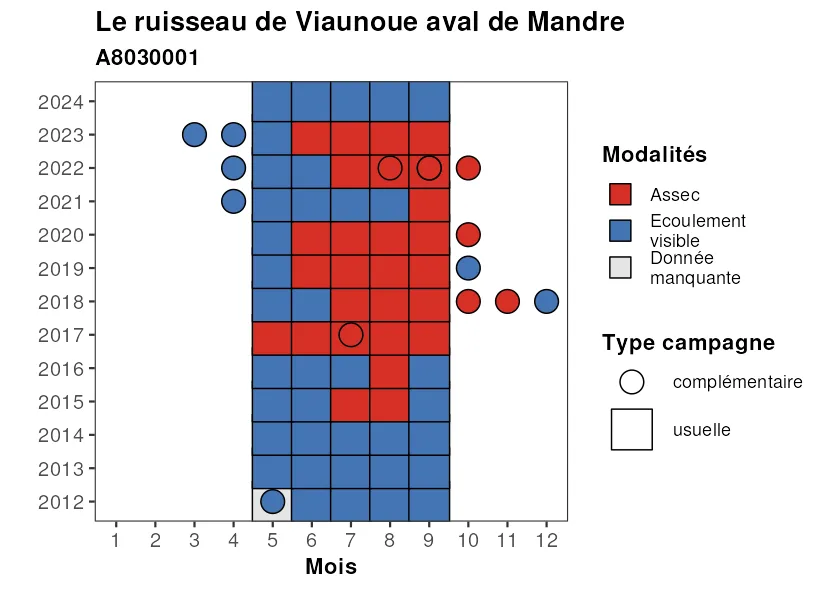 Le ruisseau de Viaunoue aval de Mandre
A8030001
2024
2023
2022
2021
2020
2019
2018
2017
2016
2015
2014
2013
2012
1 2 3 4 5 6 7 8 9 10 11 12
Mois
Modalités
Assec
Ecoulement
visible
Donnée
manquante
Type campagne
complémentaire
usuelle